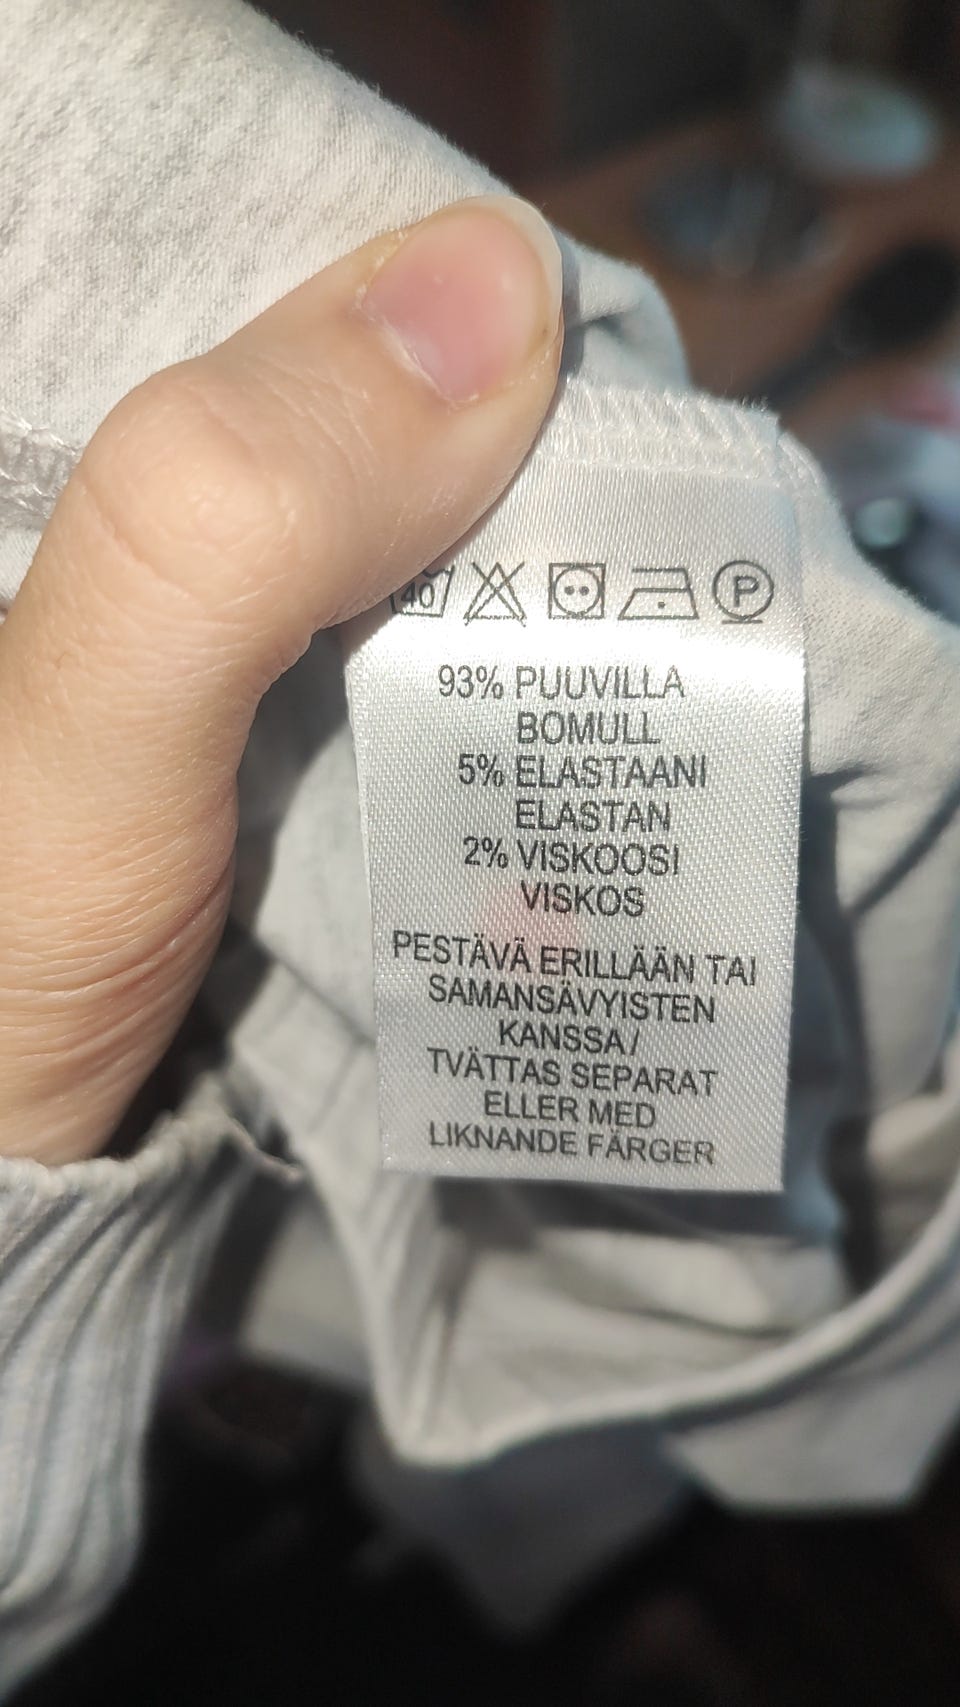 40 P
93% PUUVILLA
BOMULL
5% ELASTAANI
ELASTAN
2% VISKOOSI
VISKOS
PESTÄVÄ ERILLÄÄN TAI
SAMANSÄVYISTEN
KANSSA/
TVÄTTAS SEPARAT
ELLER MED
LIKNANDE FÄRGER